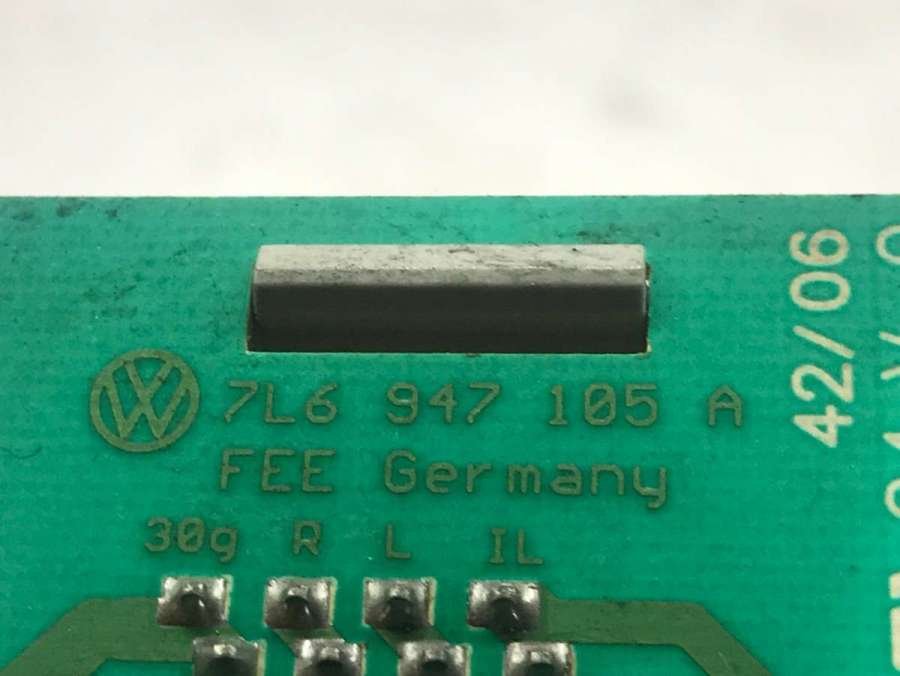 7L6 947 105 A
FEE Germany
30g R L IL
42/06